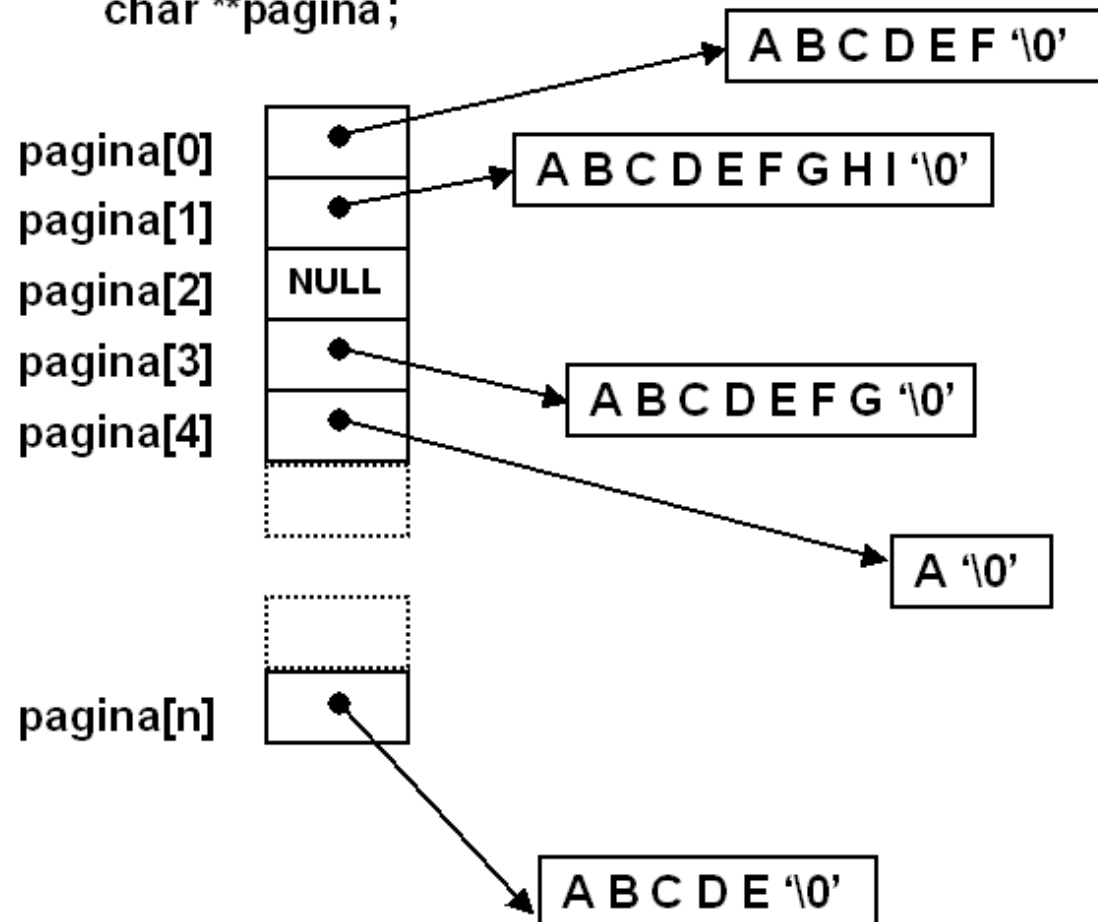 char **pagina;
A B C D E F ‘\0’
pagina[0]
A B C D E F G H I ‘\0’
pagina[1]
pagina[2]
NULL
pagina[3]
A B C D E F G ‘\0’
pagina[4]
A ‘\0’
pagina[n]
A B C D E ‘\0’